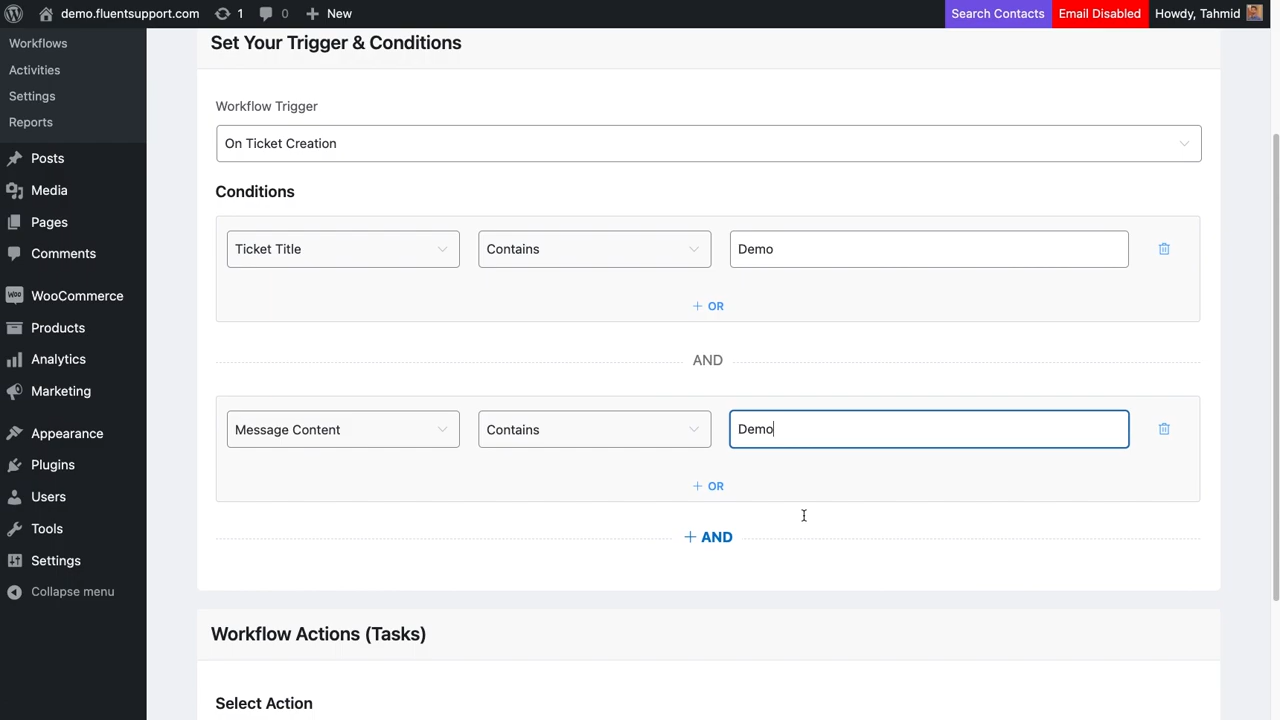 demo.fluentsupport.com 1 0 New Search Contacts Email Disabled Howdy, Tahmid
Workflows
Activities
Settings
Reports
Posts
Media
Pages
Comments
WooCommerce
Products
Analytics
Marketing
Appearance
Plugins
Users
Tools
Settings
Collapse menu
Set Your Trigger & Conditions
Workflow Trigger
On Ticket Creation
Conditions
Ticket Title Contains Demo
+ OR
AND
Message Content Contains Demo
+ OR
+ AND
Workflow Actions (Tasks)
Select Action